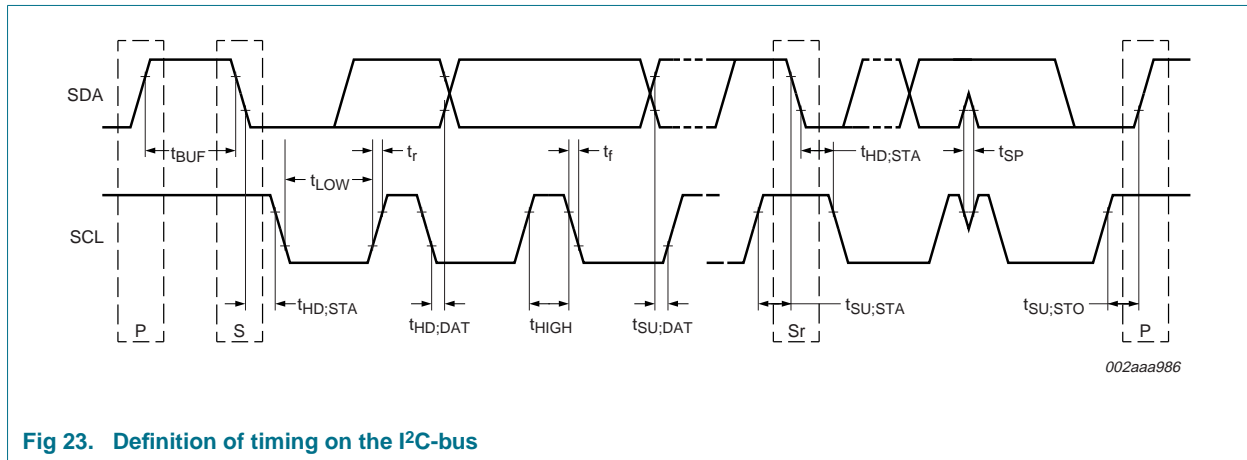 SDA
tBUF
tr
tf
tHD;STA
tSP
tLOW
SCL
tHD;STA
tHD;DAT
tHIGH
tSU;DAT
tSU;STA
tSU;STO
P
S
Sr
P
002aaa986
Fig 23. Definition of timing on the I²C-bus